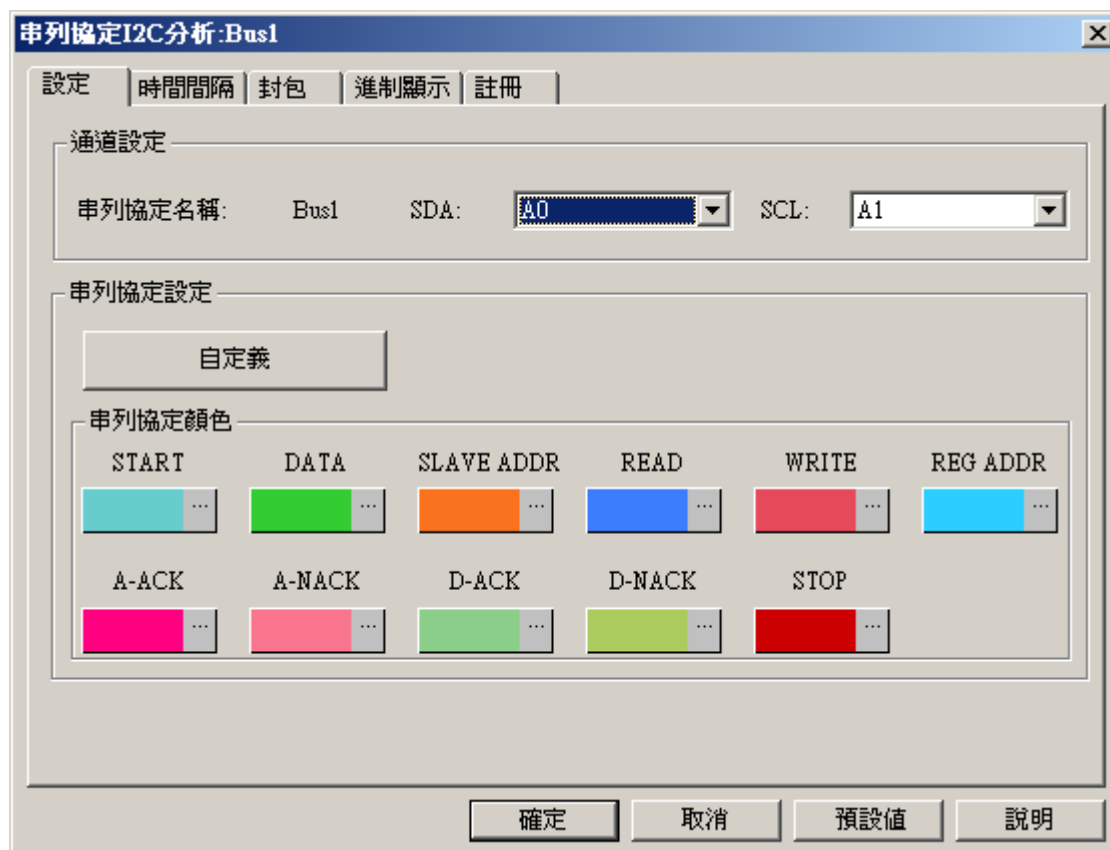 串列協定I2C分析:Bus1
設定 時間間隔 封包 進制顯示 註冊
通道設定
串列協定名稱: Bus1 SDA: A0 SCL: A1
串列協定設定
自定義
串列協定顏色
START DATA SLAVE ADDR READ WRITE REG ADDR
... ... ... ... ... ...
A-ACK A-NACK D-ACK D-NACK STOP
... ... ... ... ...
確定 取消 預設值 說明